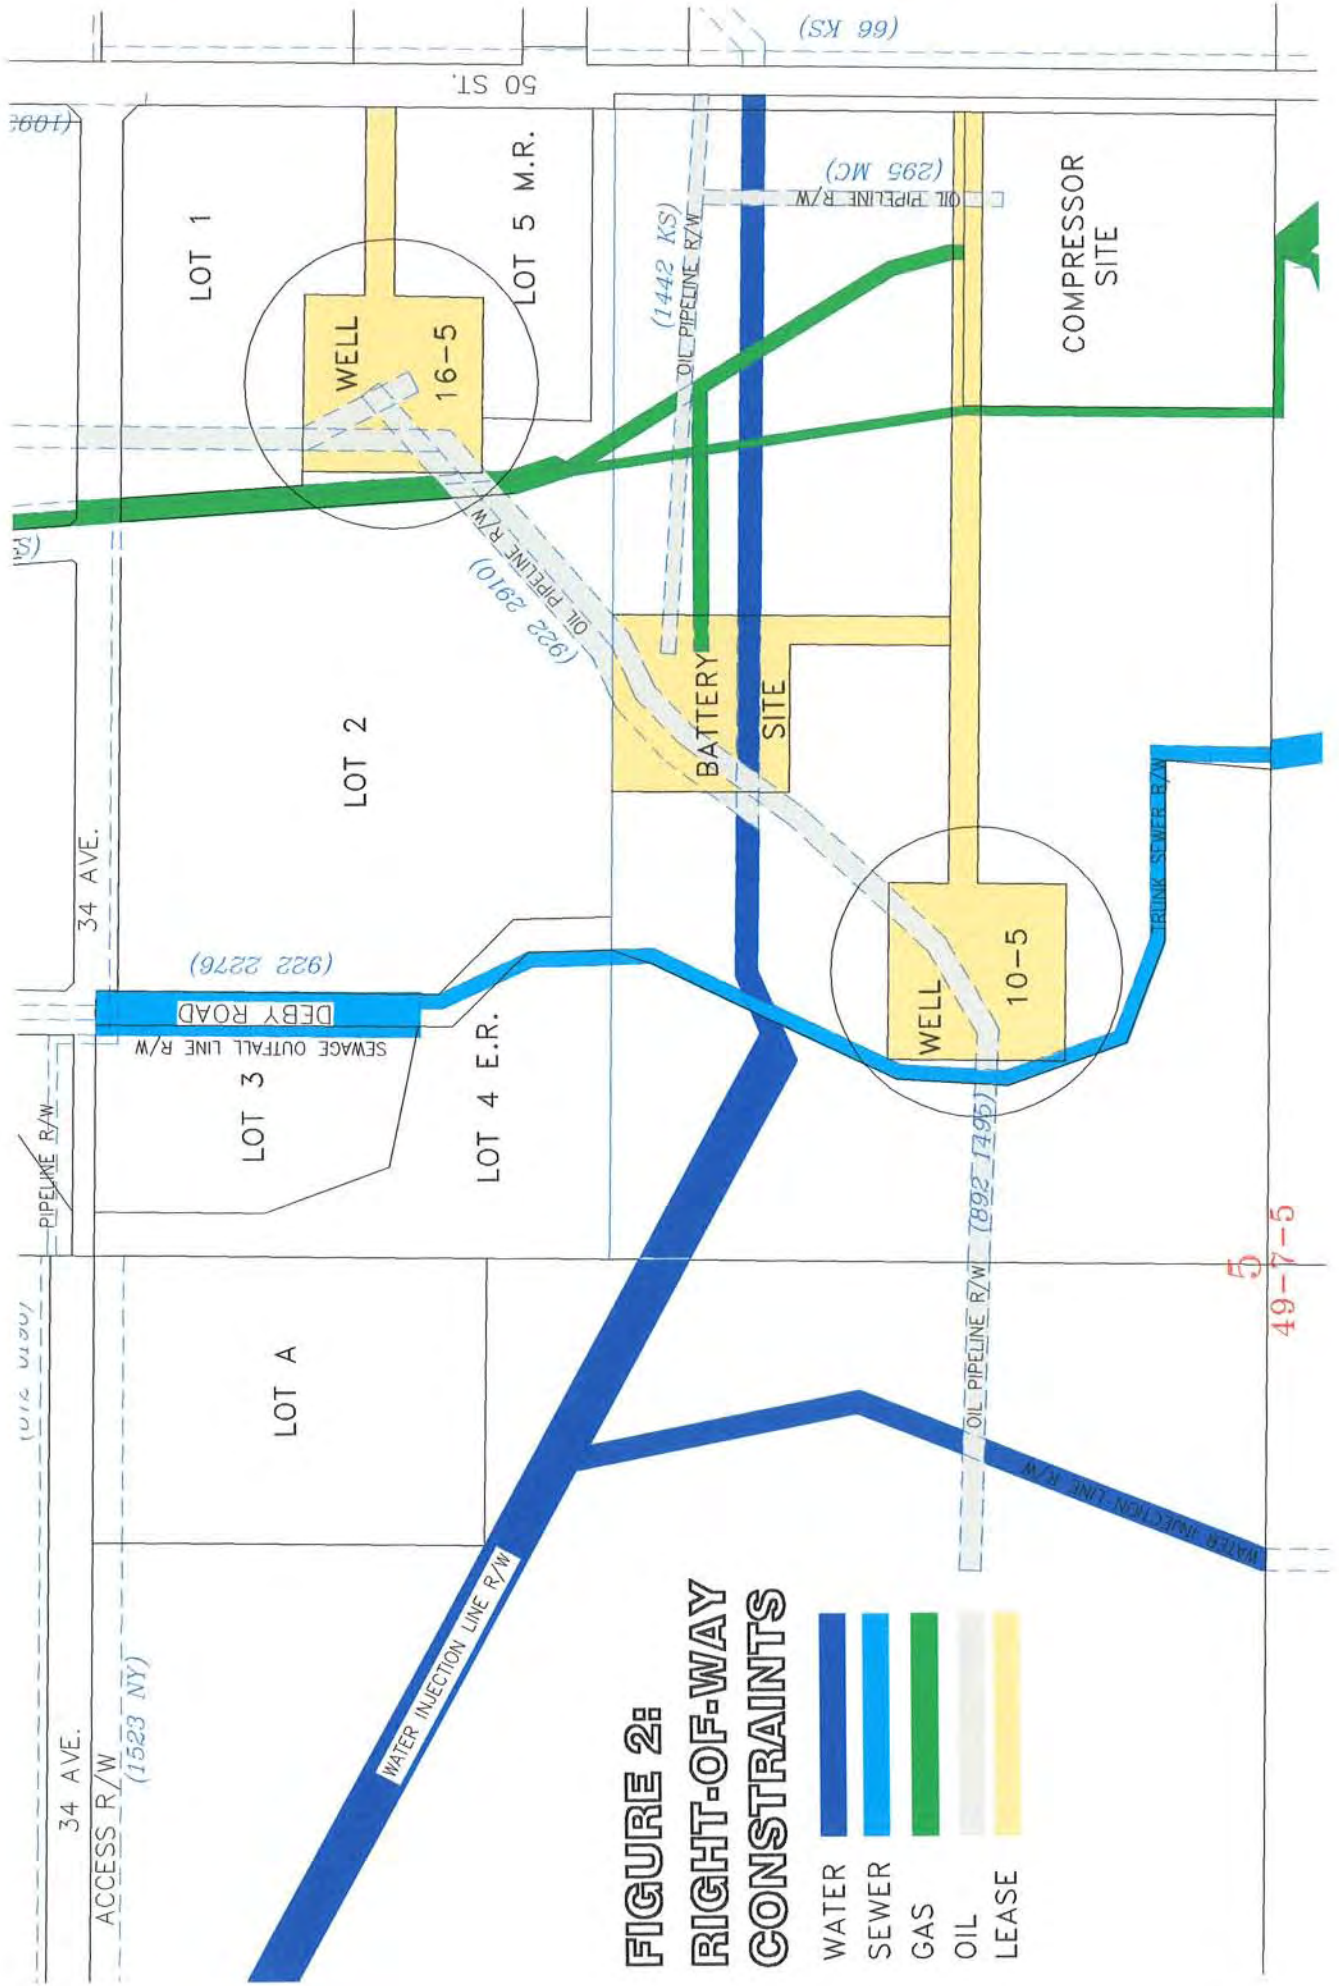 FIGURE 2:
RIGHT-OF-WAY
CONSTRAINTS
WATER
SEWER
GAS
OIL
LEASE
34 AVE.
ACCESS R/W
(1523 NY)
WATER INJECTION LINE R/W
LOT A
PIPELINE R/W
LOT 3
SEWAGE OUTFALL LINE R/W
DEBY ROAD
(922 2276)
LOT 4 E.R.
34 AVE.
LOT 2
LOT 1
WELL
16-5
LOT 5 M.R.
50 ST.
(66 KS)
OIL PIPELINE R/W
(922 2910)
(1442 KS)
OIL PIPELINE R/W
OIL PIPELINE R/W
(295 MC)
COMPRESSOR
SITE
BATTERY
SITE
WELL
10-5
TRUNK SEWER R/W
OIL PIPELINE R/W
(892 1495)
WATER INJECTION LINE R/W
5
49-7-5